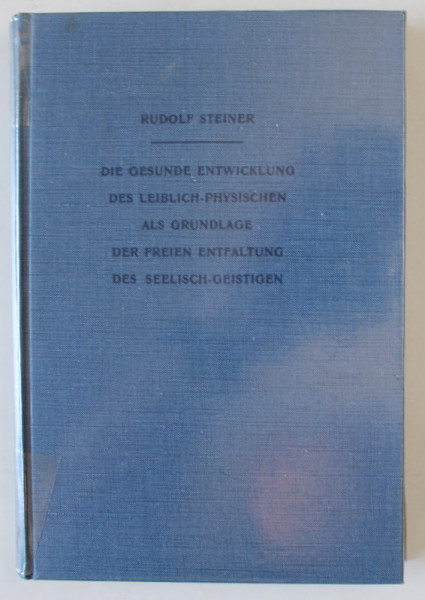 RUDOLF STEINER
DIE GESUNDE ENTWICKLUNG
DES LEIBLICH-PHYSISCHEN
ALS GRUNDLAGE
DER FREIEN ENTFALTUNG
DES SEELISCH-GEISTIGEN